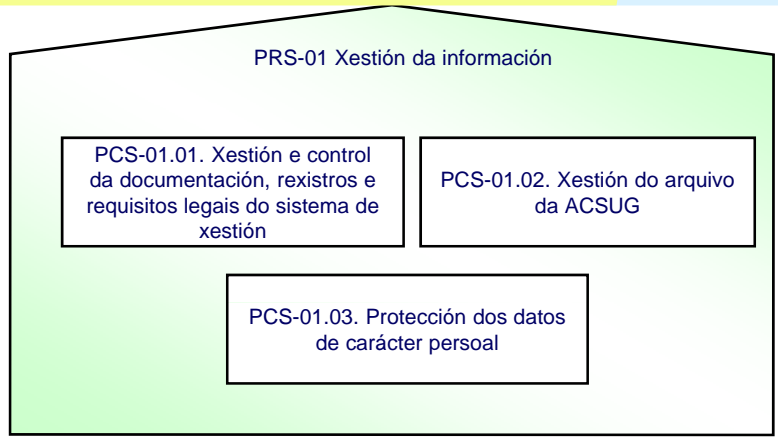 PRS-01 Xestión da información
PCS-01.01. Xestión e control
da documentación, rexistros e
requisitos legais do sistema de
xestión
PCS-01.02. Xestión do arquivo
da ACSUG
PCS-01.03. Protección dos datos
de carácter persoal